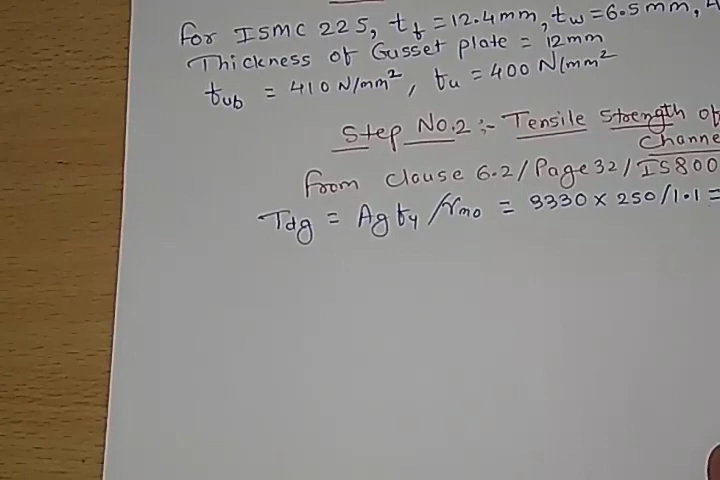 For ISMC 225, tf = 12.4mm, tw = 6.5mm,
Thickness of Gusset plate = 12mm
fub = 410 N/mm², fu = 400 N/mm²
Step No.2 :- Tensile Strength of
Channe
From clause 6.2/Page 32/IS800
Tdg = Ag fy /γmo = 3330 × 250/1.1 =